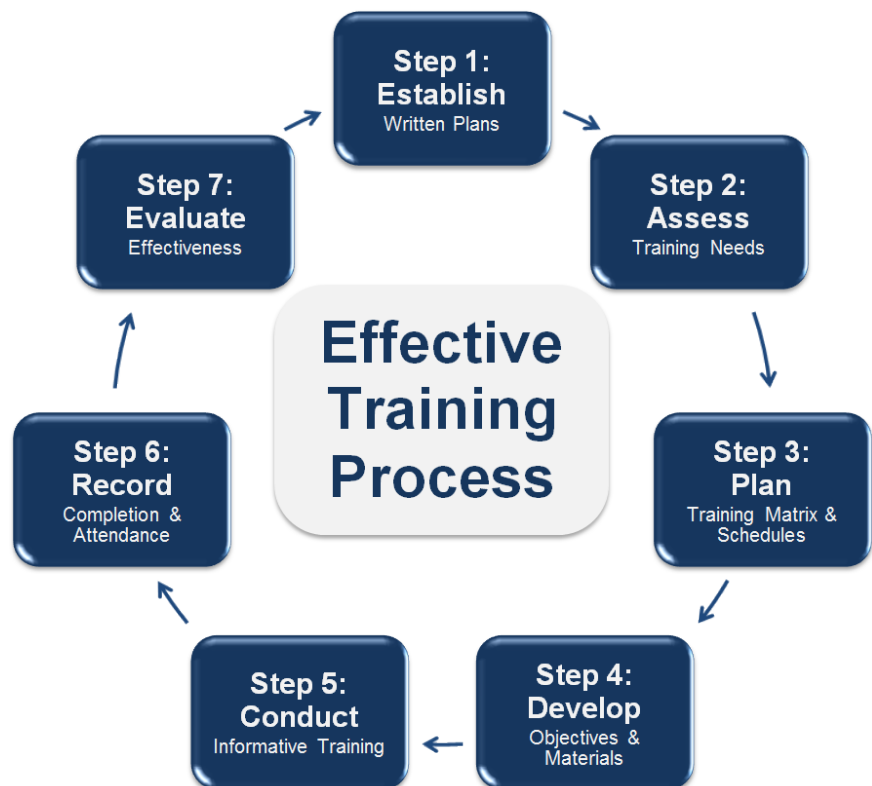 Step 1:
Establish
Written Plans
Step 2:
Assess
Training Needs
Step 3:
Plan
Training Matrix &
Schedules
Step 4:
Develop
Objectives &
Materials
Step 5:
Conduct
Informative Training
Step 6:
Record
Completion &
Attendance
Step 7:
Evaluate
Effectiveness
Effective
Training
Process